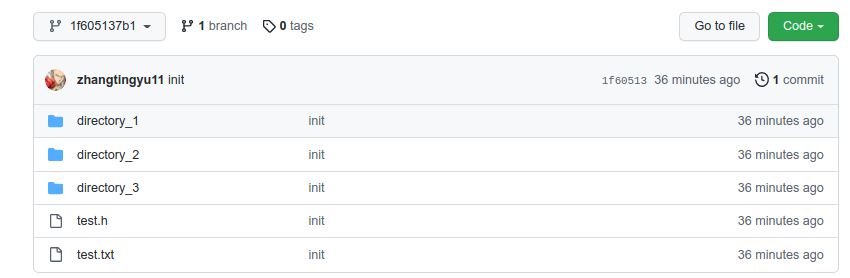 1f605137b1 1 branch 0 tags Go to file Code
zhangtingyu11 init 1f60513 36 minutes ago 1 commit
directory_1 init 36 minutes ago
directory_2 init 36 minutes ago
directory_3 init 36 minutes ago
test.h init 36 minutes ago
test.txt init 36 minutes ago